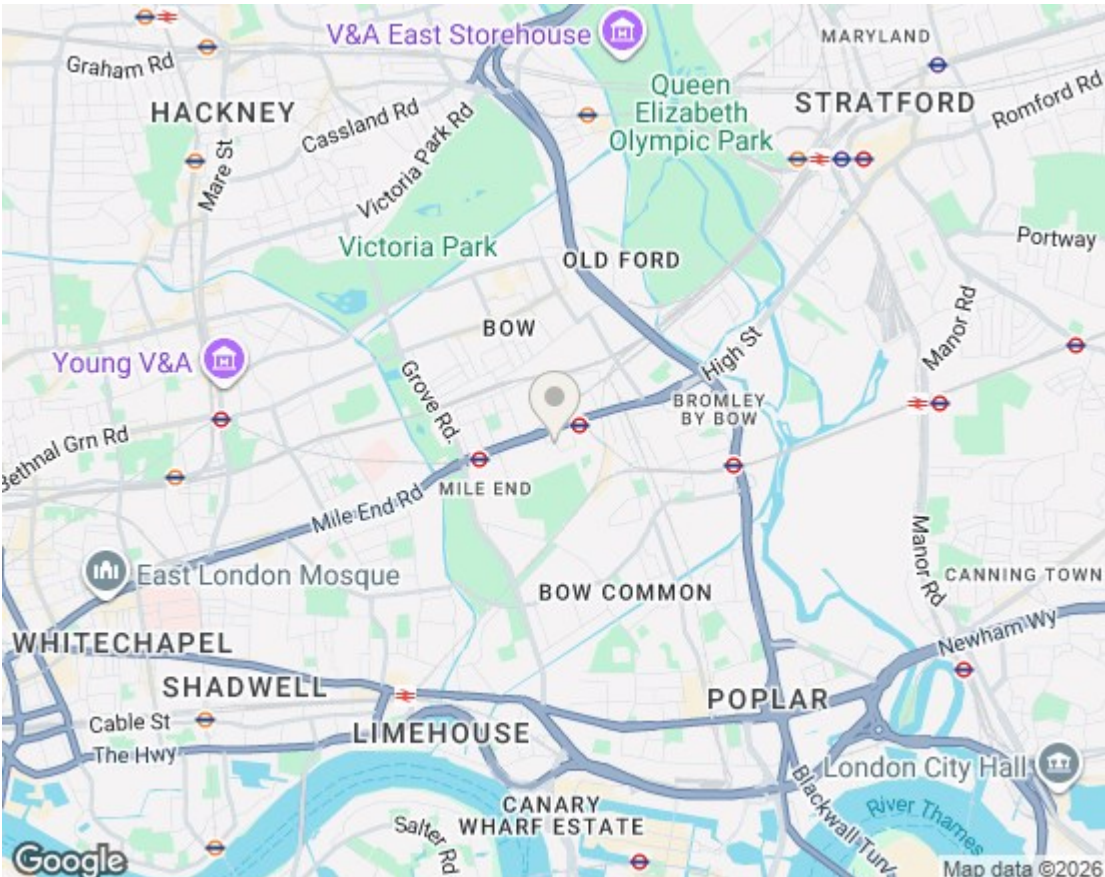 V&A East Storehouse
MARYLAND
Graham Rd
HACKNEY
Cassland Rd
Victoria Park Rd
Mare St
Queen
Elizabeth
Olympic Park
STRATFORD
Romford Rd
Victoria Park
OLD FORD
Portway
BOW
Young V&A
Grove Rd.
High St
Manor Rd
BROMLEY
BY BOW
Bethnal Grn Rd
MILE END
Mile End Rd
East London Mosque
BOW COMMON
Manor Rd
CANNING TOWN
WHITECHAPEL
Newham Wy
SHADWELL
POPLAR
Cable St
LIMEHOUSE
The Hwy
London City Hall
CANARY
WHARF ESTATE
Salter Rd
Blackwall Tunn
River Thames
Google
Map data ©2026